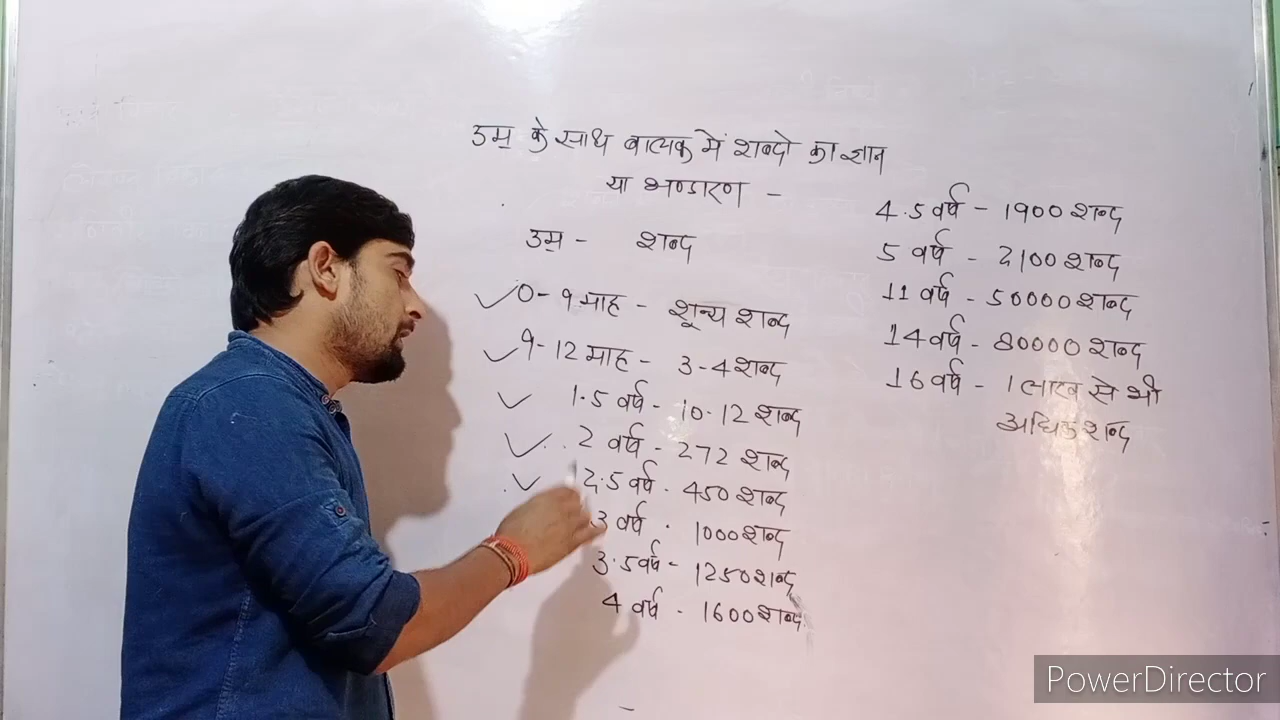 उम्र के साथ बालक में शब्दो का ज्ञान
या भण्डारण -
उम्र - शब्द
0-9 माह - शून्य शब्द
9-12 माह - 3-4 शब्द
1.5 वर्ष - 10-12 शब्द
2 वर्ष - 272 शब्द
2.5 वर्ष - 450 शब्द
3 वर्ष - 1000 शब्द
3.5 वर्ष - 1250 शब्द
4 वर्ष - 1600 शब्द
4.5 वर्ष - 1900 शब्द
5 वर्ष - 2100 शब्द
11 वर्ष - 50000 शब्द
14 वर्ष - 80000 शब्द
16 वर्ष - 1 लाख से भी
अधिक शब्द
PowerDirector